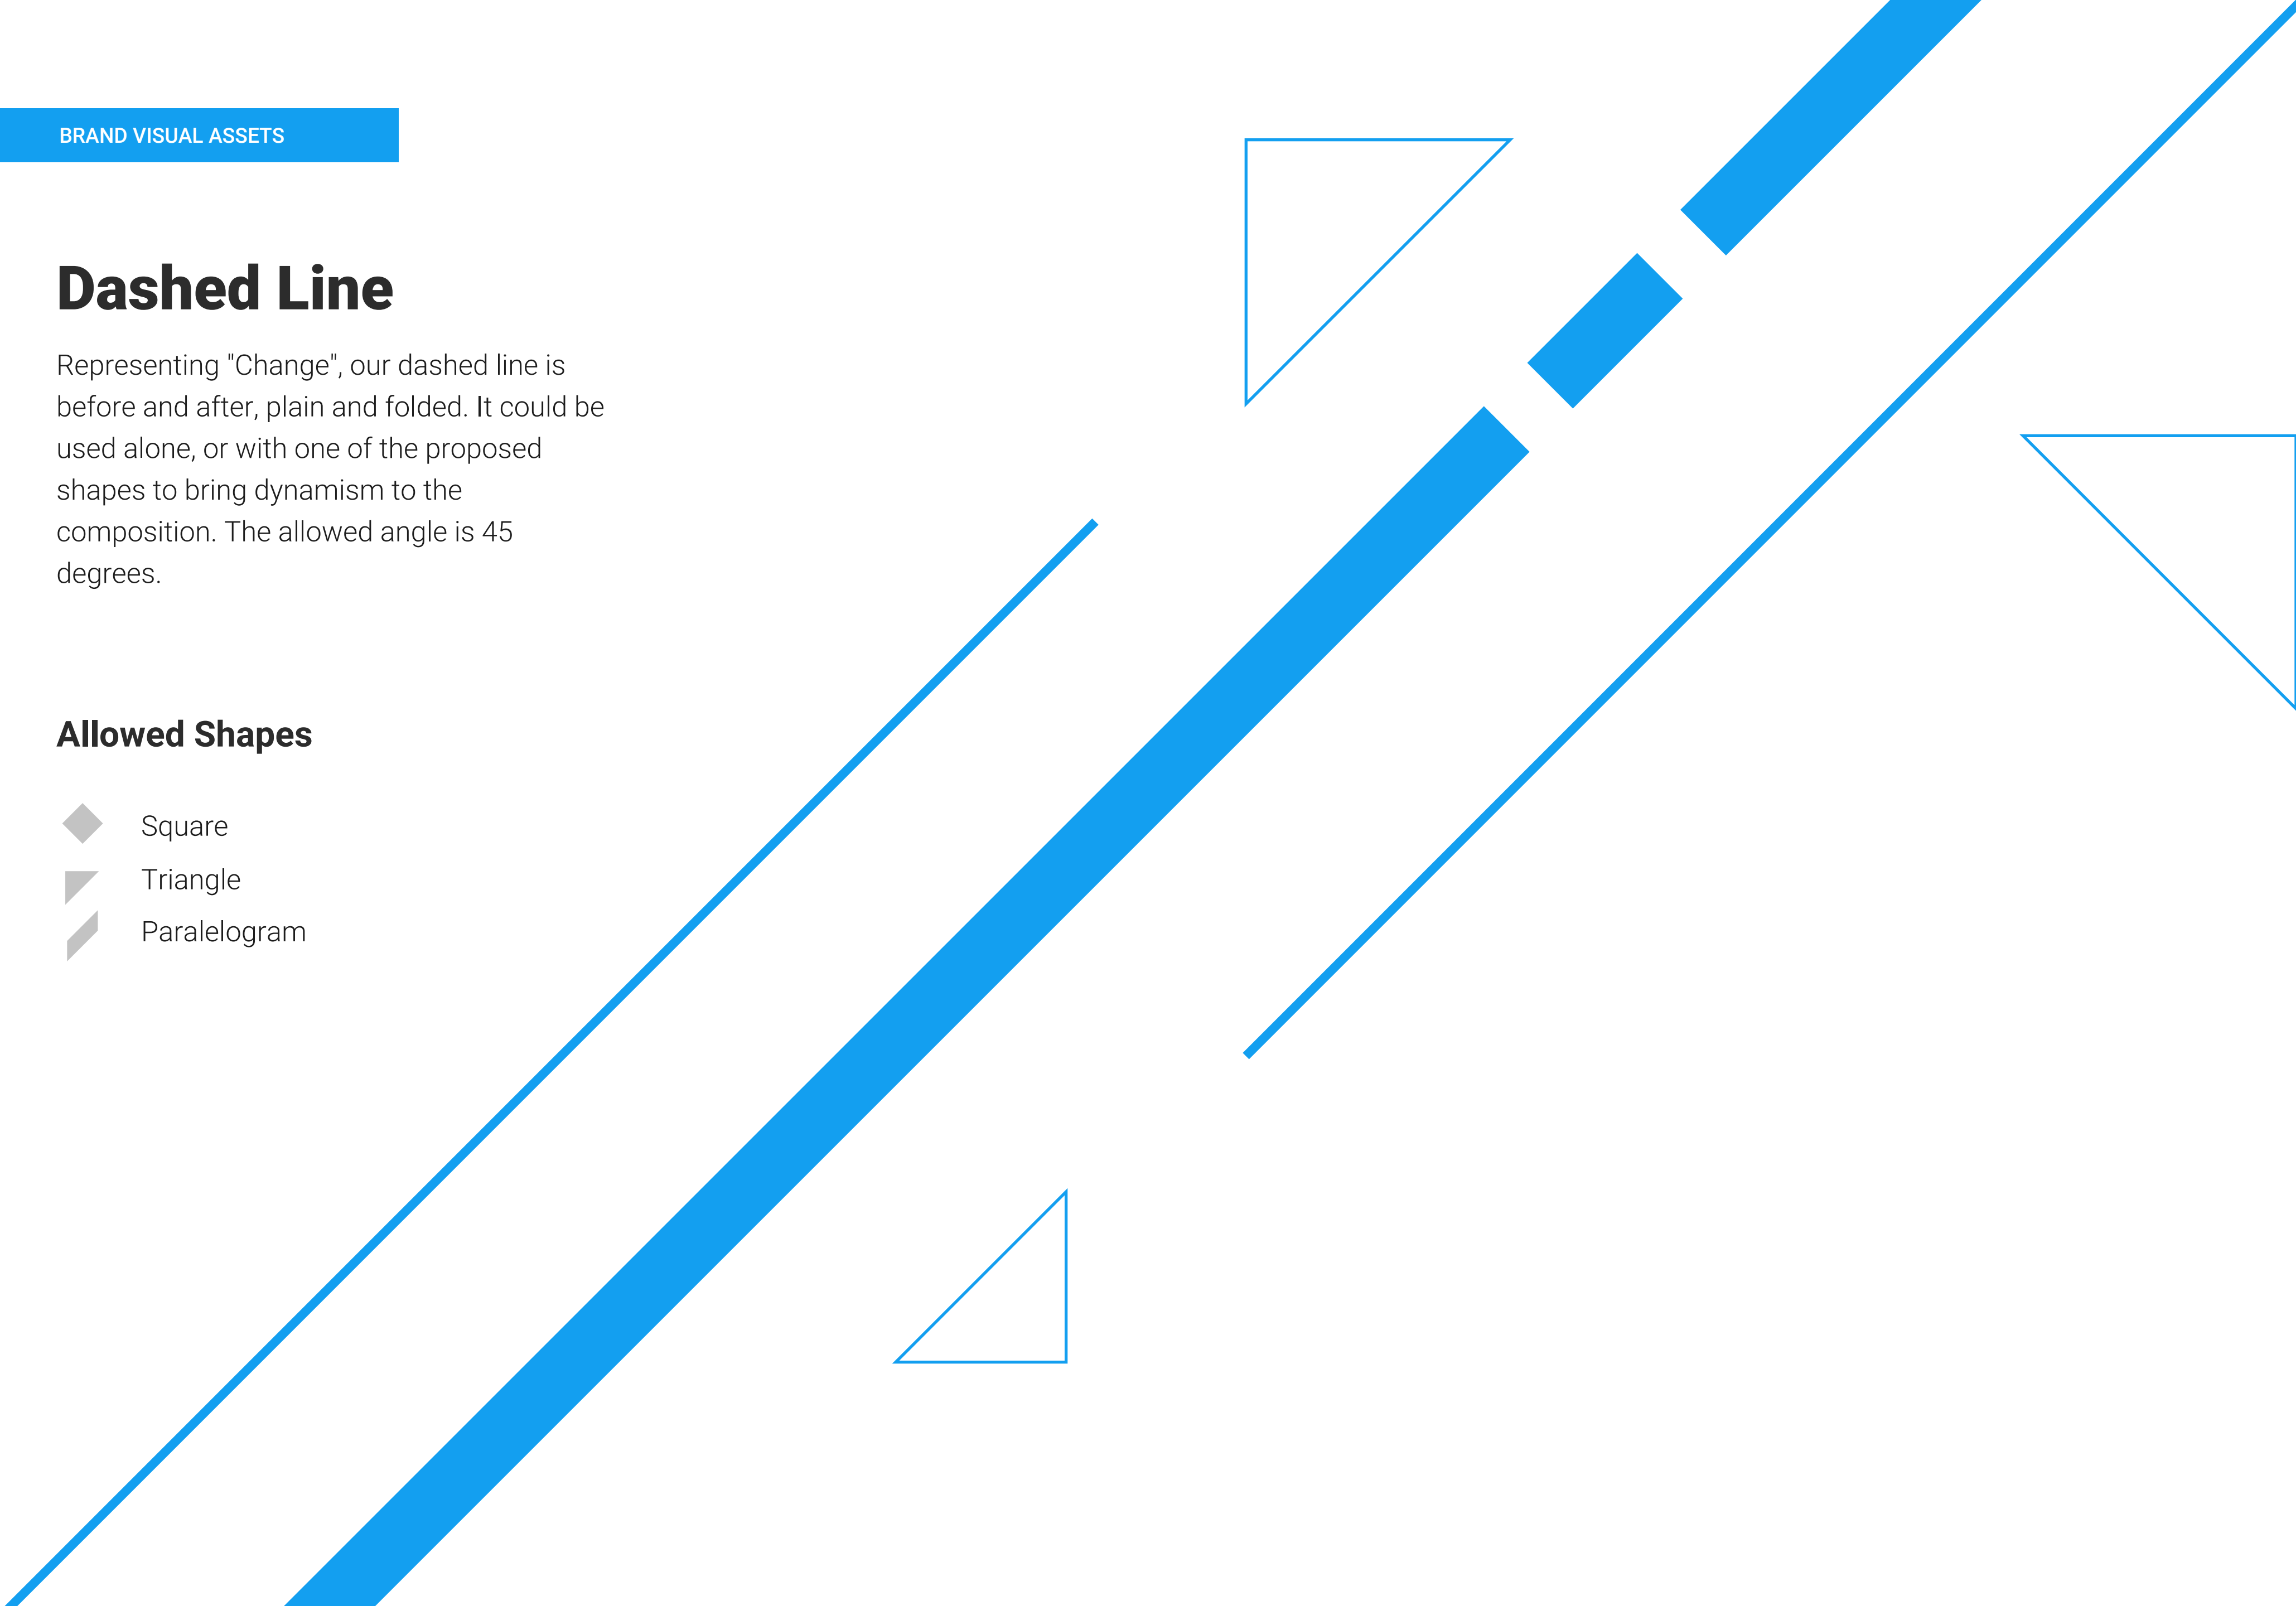 BRAND VISUAL ASSETS
Dashed Line
Representing "Change", our dashed line is
before and after, plain and folded. It could be
used alone, or with one of the proposed
shapes to bring dynamism to the
composition. The allowed angle is 45
degrees.
Allowed Shapes
Square
Triangle
Paralelogram